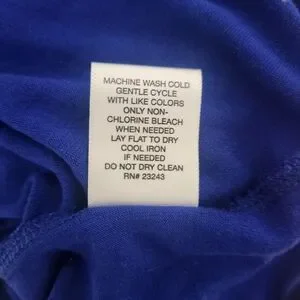 MACHINE WASH COLD
GENTLE CYCLE
WITH LIKE COLORS
ONLY NON-
CHLORINE BLEACH
WHEN NEEDED
LAY FLAT TO DRY
COOL IRON
IF NEEDED
DO NOT DRY CLEAN
RN# 23243